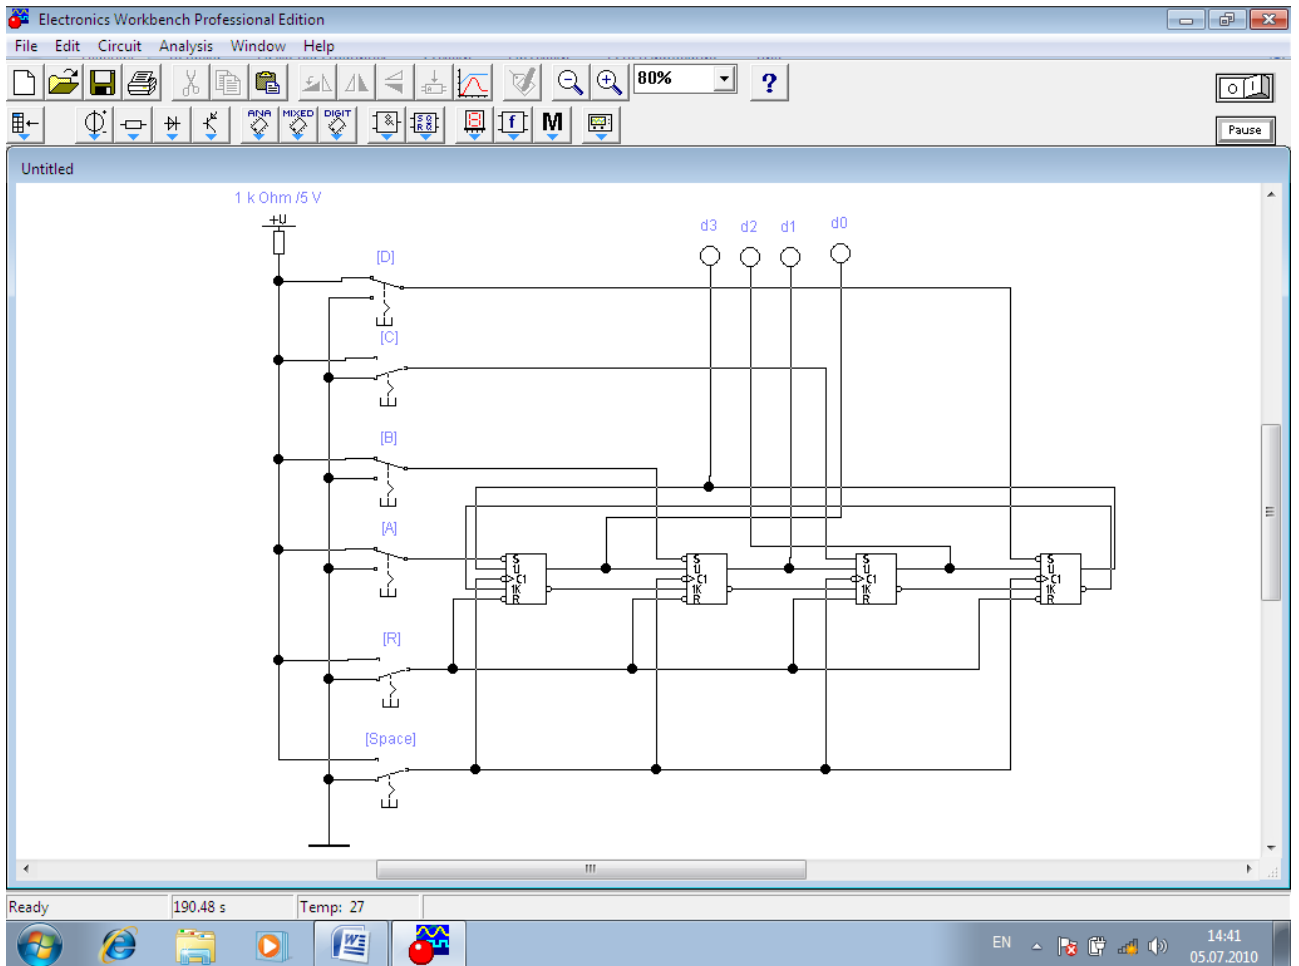 Electronics Workbench Professional Edition
File Edit Circuit Analysis Window Help
80%
?
O I
ANA MIXED DIGIT
&
S Q
R Q
f
M
Pause
Untitled
1 k Ohm /5 V
+U
d3 d2 d1 d0
[D]
[C]
[B]
[A]
S
C1
1K
R
S
C1
1K
R
S
C1
1K
R
S
C1
1K
R
[R]
[Space]
Ready 190.48 s Temp: 27
EN
14:41
05.07.2010